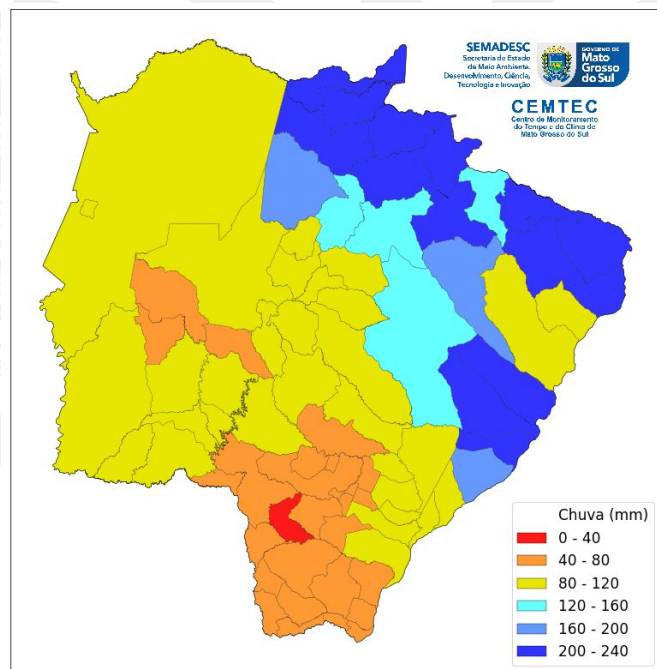 SEMADESC
Secretaria de Estado
de Meio Ambiente,
Desenvolvimento, Ciência,
Tecnologia e Inovação
GOVERNO DE
Mato
Grosso
do Sul
CEMTEC
Centro de Monitoramento
do Tempo e do Clima de
Mato Grosso do Sul
Chuva (mm)
0 - 40
40 - 80
80 - 120
120 - 160
160 - 200
200 - 240